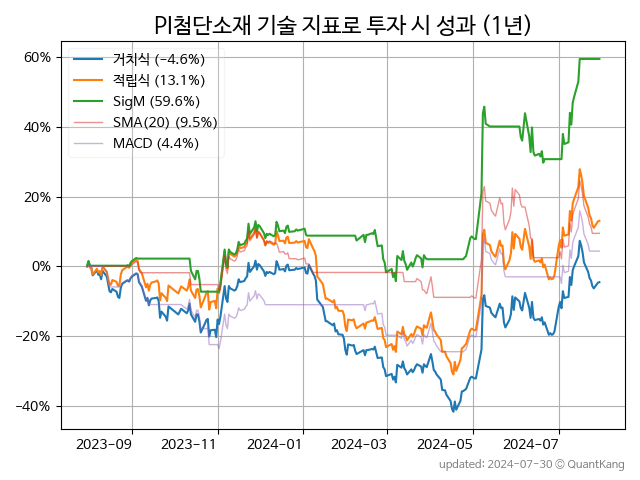 PI첨단소재 기술 지표로 투자 시 성과 (1년)
60%
40%
20%
0%
−20%
−40%
거치식 (−4.6%)
적립식 (13.1%)
SigM (59.6%)
SMA(20) (9.5%)
MACD (4.4%)
2023-09
2023-11
2024-01
2024-03
2024-05
2024-07
updated: 2024-07-30 © QuantKang